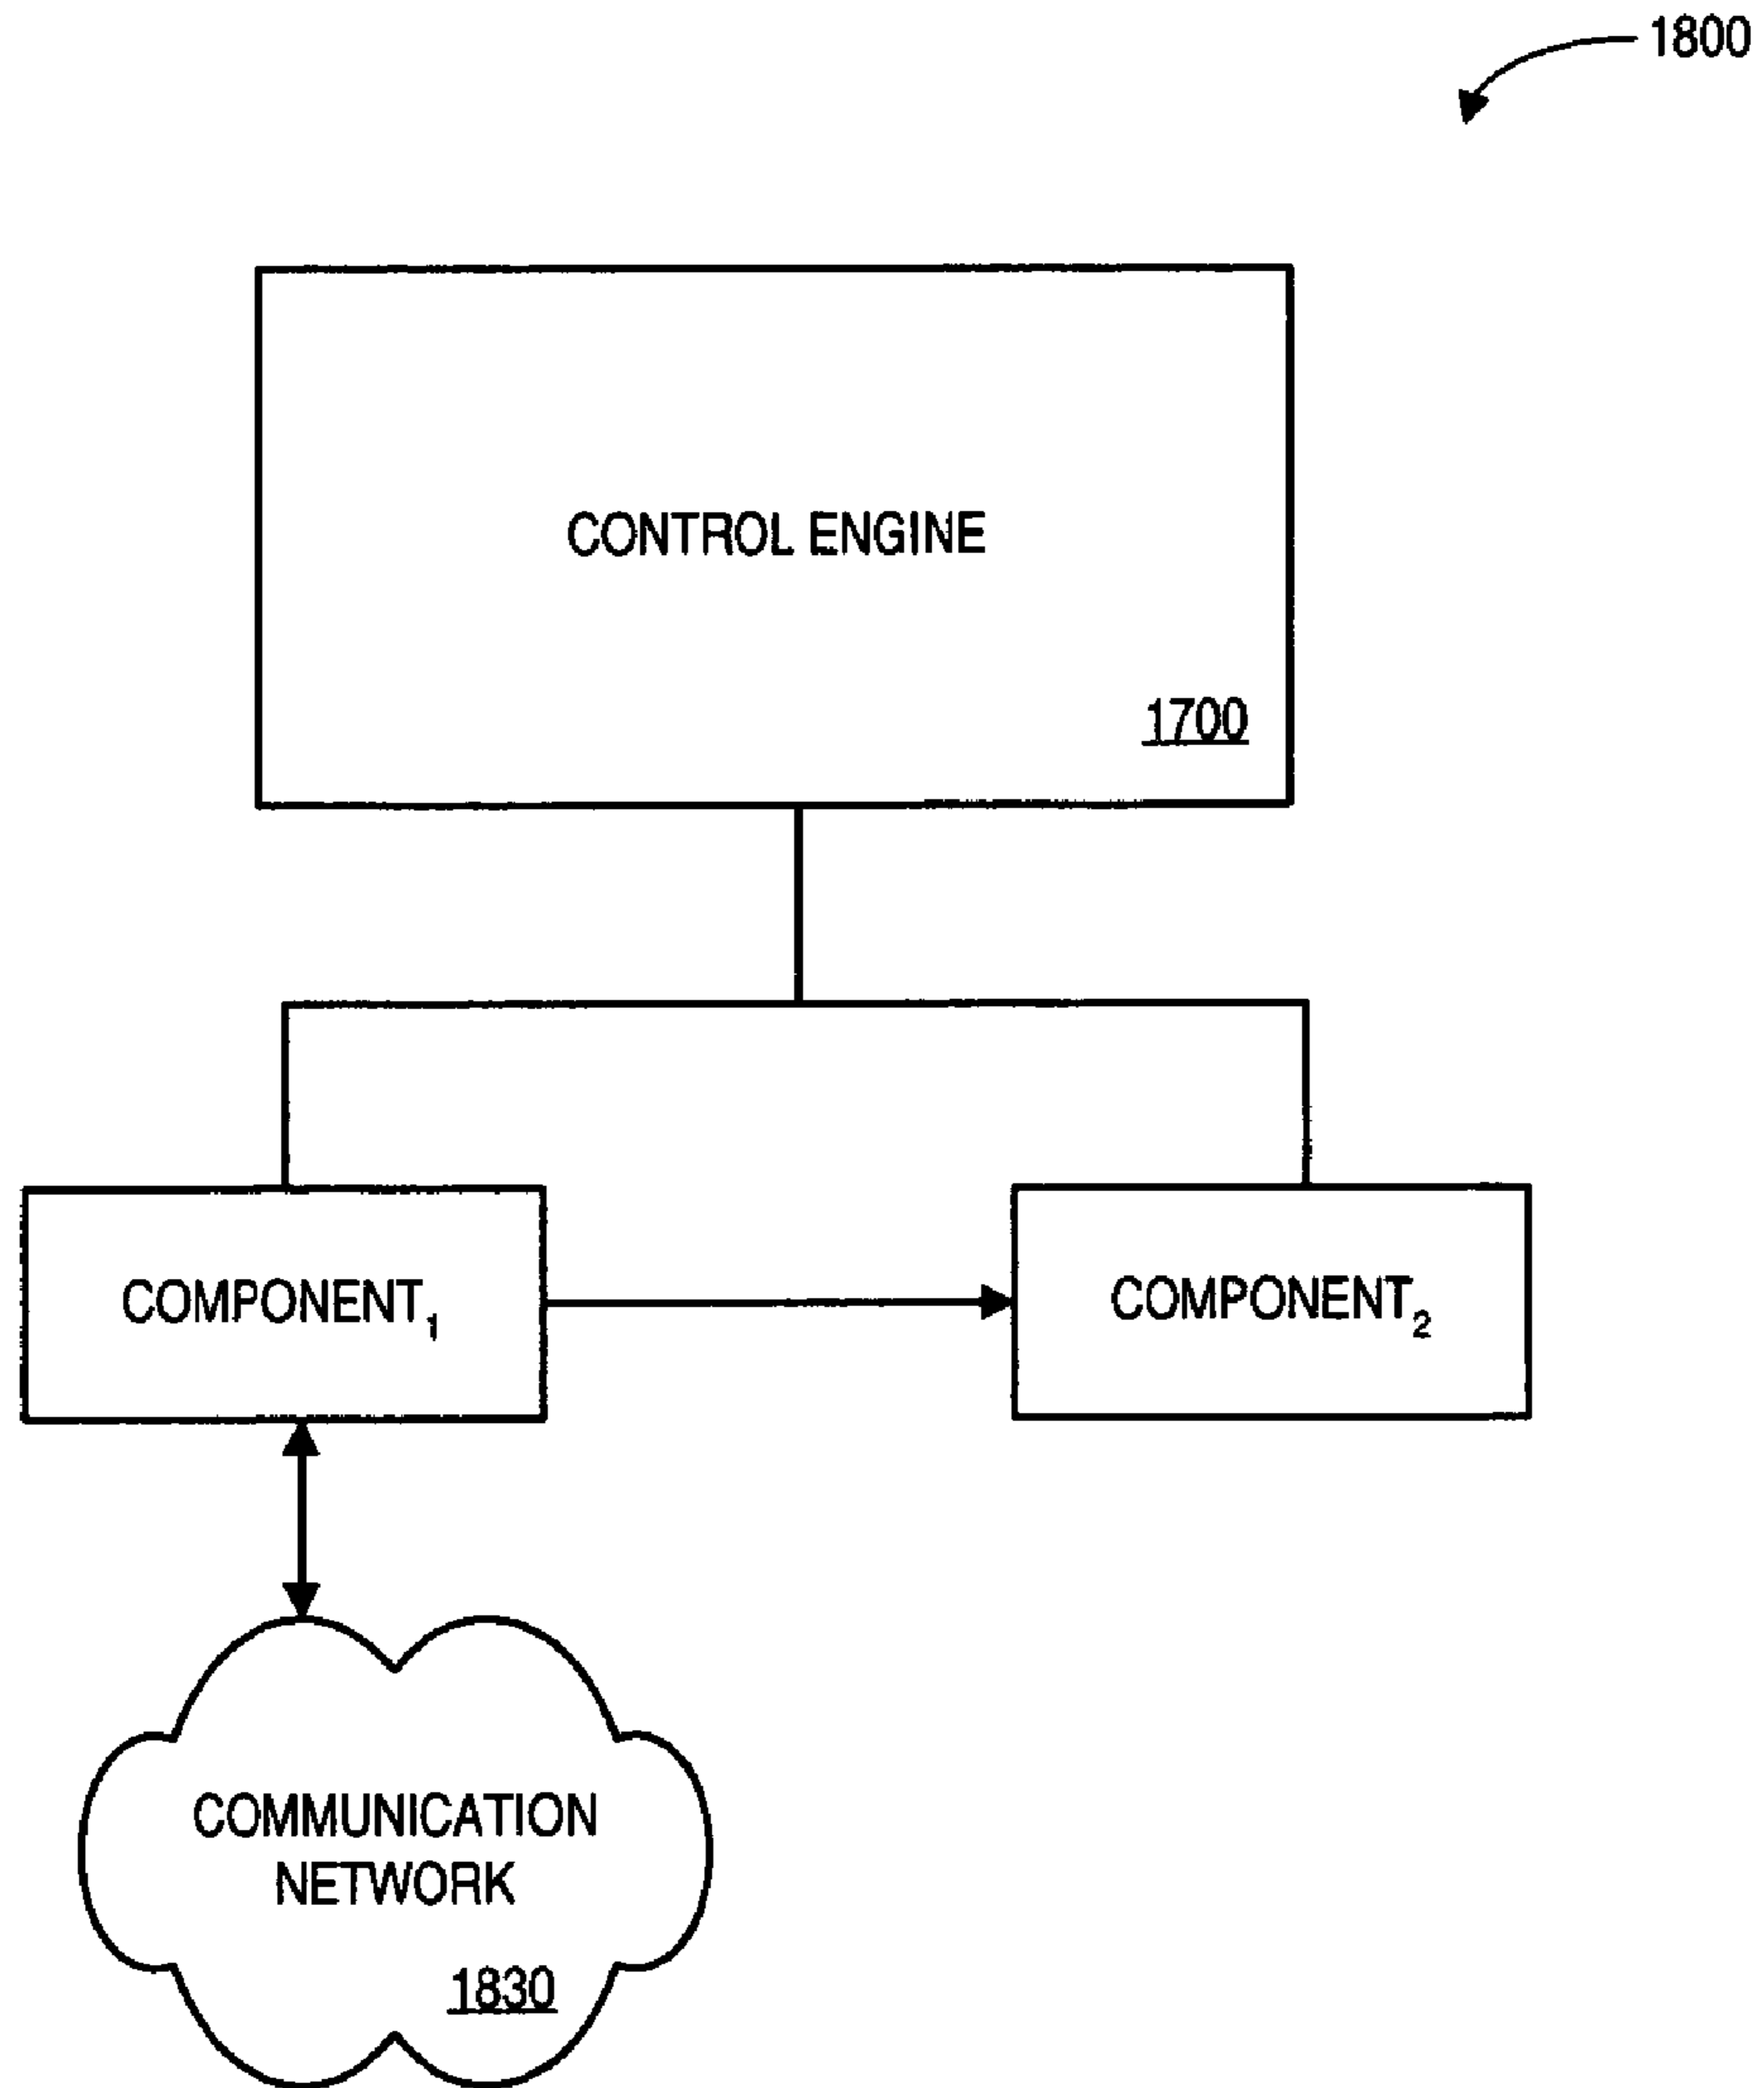 1800
CONTROL ENGINE
1700
COMPONENT₁
COMPONENT₂
COMMUNICATION
NETWORK
1830